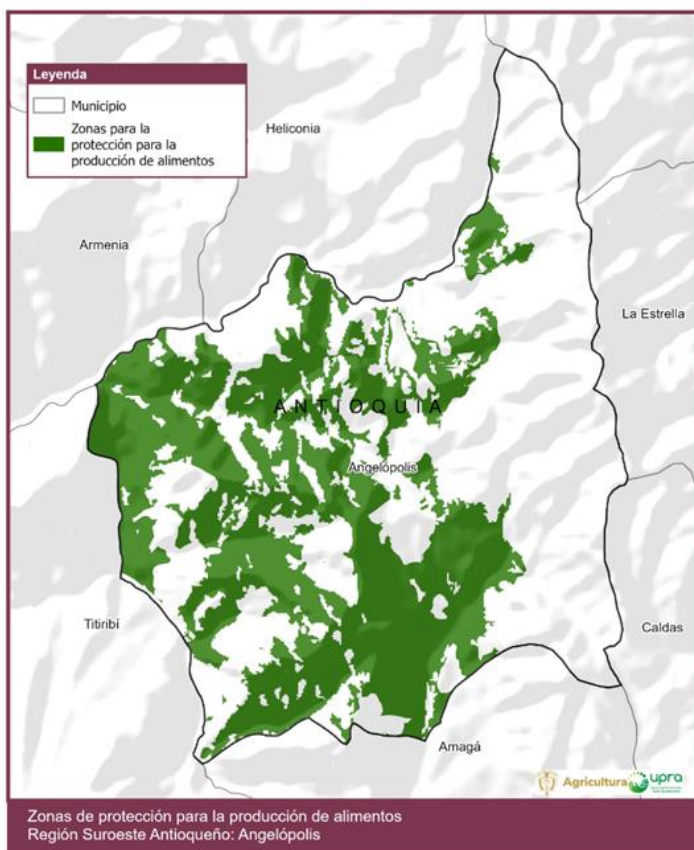 Leyenda
Municipio
Zonas para la
protección para la
producción de alimentos
Heliconia
Armenia
La Estrella
ANTIOQUIA
Angelópolis
Titiribí
Caldas
Amagá
Agricultura
upra
Zonas de protección para la producción de alimentos
Región Suroeste Antioqueño: Angelópolis